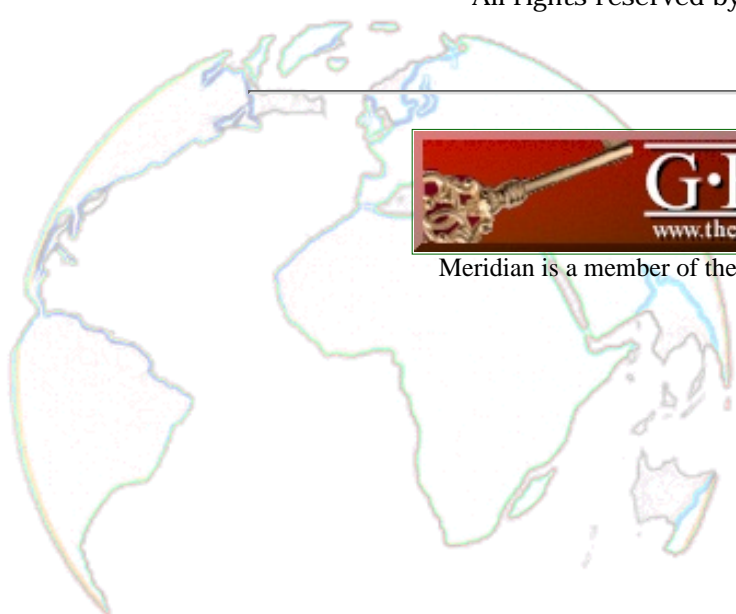 All rights reserved by
G•
www.the
Meridian is a member of the